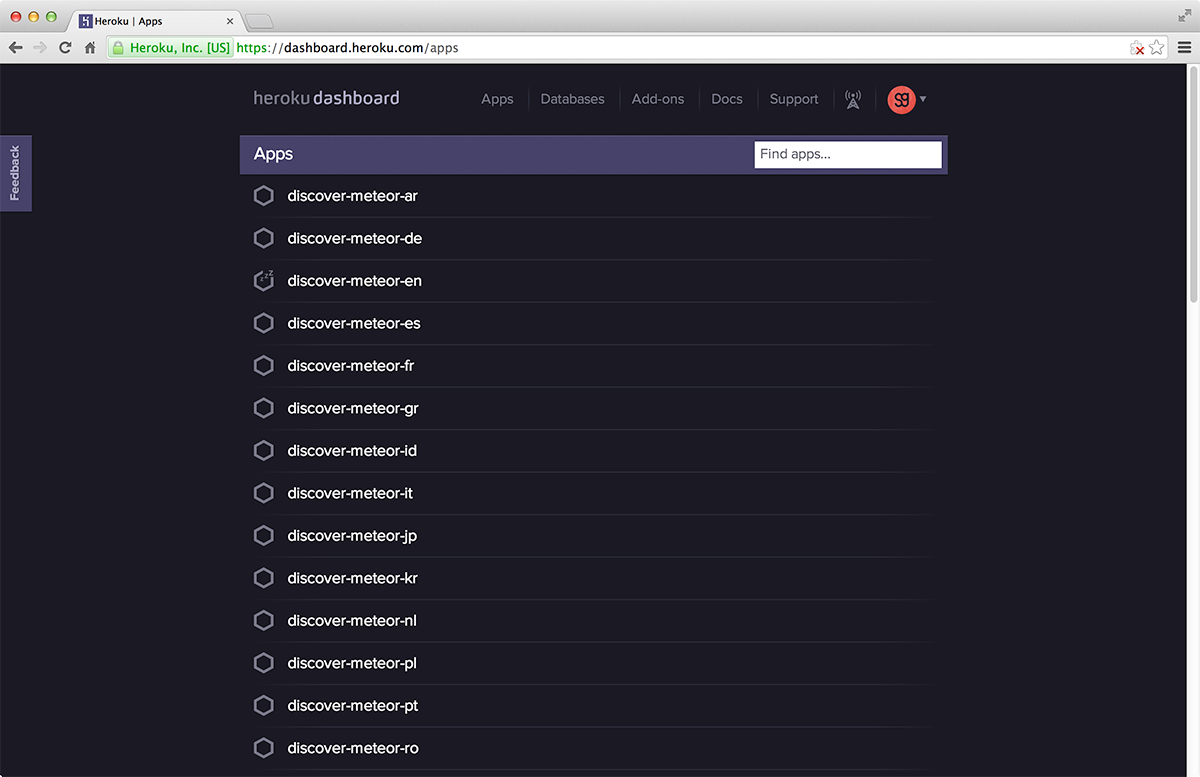 Heroku | Apps
Heroku, Inc. [US] https://dashboard.heroku.com/apps
heroku dashboard Apps Databases Add-ons Docs Support sg
Feedback
Apps Find apps...
discover-meteor-ar
discover-meteor-de
zzz discover-meteor-en
discover-meteor-es
discover-meteor-fr
discover-meteor-gr
discover-meteor-id
discover-meteor-it
discover-meteor-jp
discover-meteor-kr
discover-meteor-nl
discover-meteor-pl
discover-meteor-pt
discover-meteor-ro